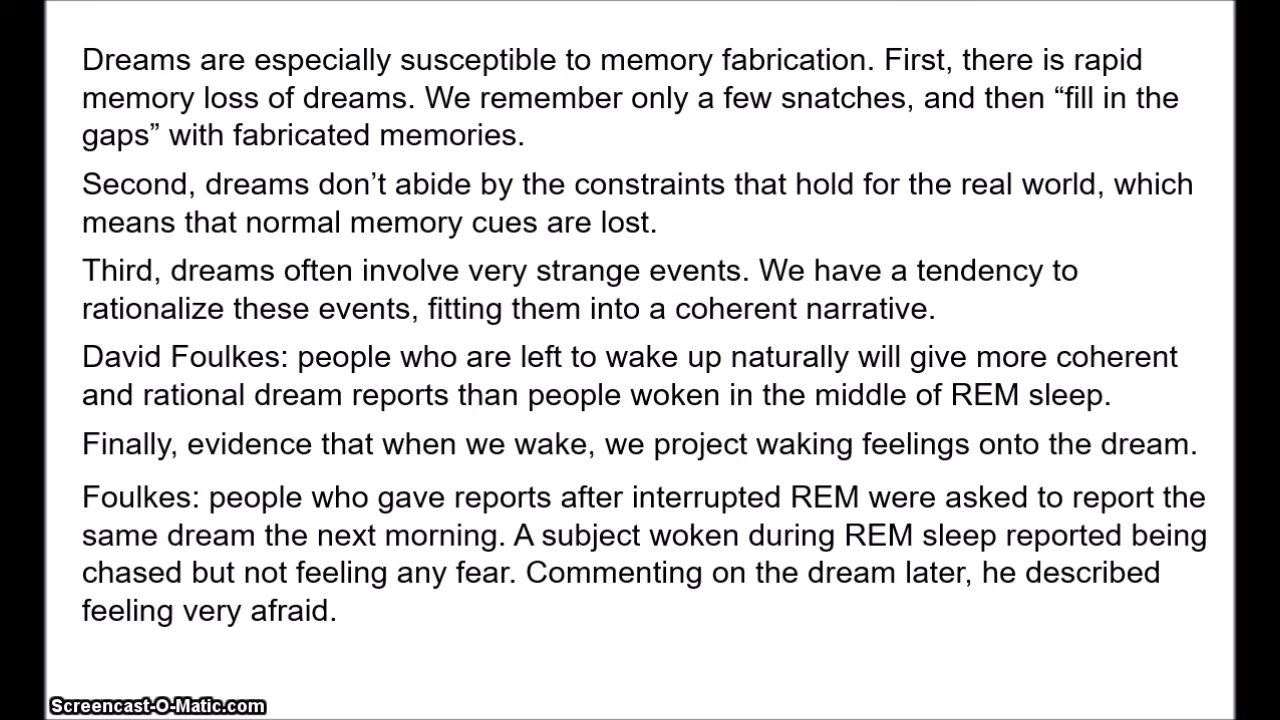 Dreams are especially susceptible to memory fabrication. First, there is rapid
memory loss of dreams. We remember only a few snatches, and then “fill in the
gaps” with fabricated memories.
Second, dreams don’t abide by the constraints that hold for the real world, which
means that normal memory cues are lost.
Third, dreams often involve very strange events. We have a tendency to
rationalize these events, fitting them into a coherent narrative.
David Foulkes: people who are left to wake up naturally will give more coherent
and rational dream reports than people woken in the middle of REM sleep.
Finally, evidence that when we wake, we project waking feelings onto the dream.
Foulkes: people who gave reports after interrupted REM were asked to report the
same dream the next morning. A subject woken during REM sleep reported being
chased but not feeling any fear. Commenting on the dream later, he described
feeling very afraid.
Screencast-O-Matic.com